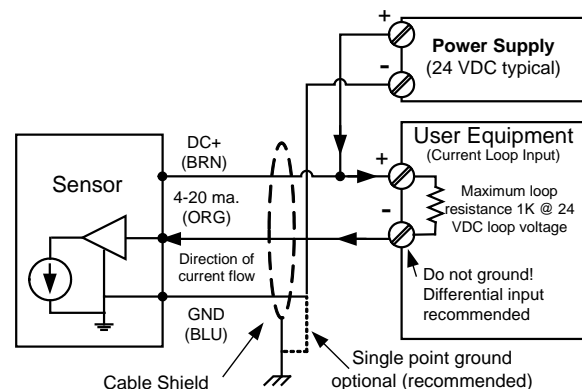 +
Power Supply
(24 VDC typical)
-
DC+
(BRN)
User Equipment
(Current Loop Input)
+
Sensor
4-20 ma.
(ORG)
Maximum loop
resistance 1K @ 24
VDC loop voltage
-
Direction of
current flow
Do not ground!
Differential input
recommended
GND
(BLU)
Single point ground
optional (recommended)
Cable Shield